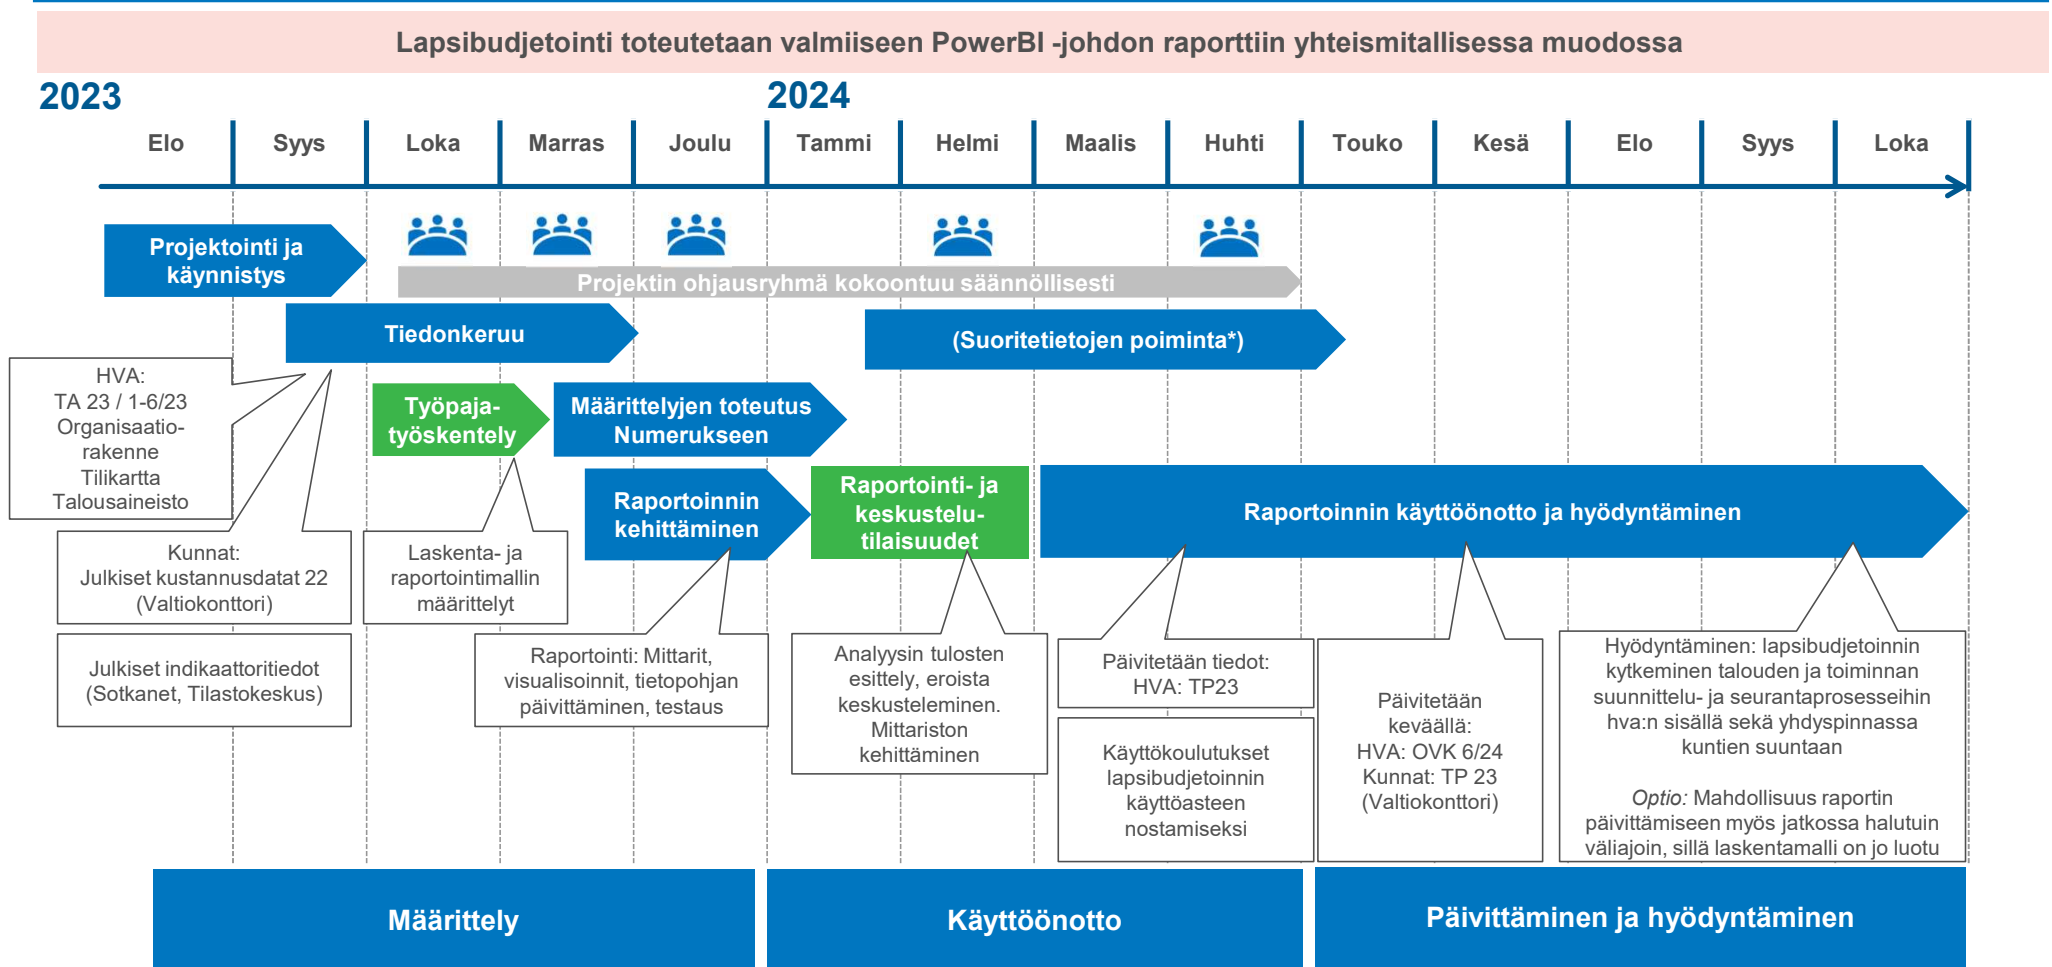 Lapsibudjetointi toteutetaan valmiiseen PowerBI -johdon raporttiin yhteismitallisessa muodossa
2023
2024
Elo
Syys
Loka
Marras
Joulu
Tammi
Helmi
Maalis
Huhti
Touko
Kesä
Elo
Syys
Loka
Projektointi ja
käynnistys
Projektin ohjausryhmä kokoontuu säännöllisesti
Tiedonkeruu
(Suoritetietojen poiminta*)
HVA:
TA 23 / 1-6/23
Organisaatio-
rakenne
Tilikartta
Talousaineisto
Työpaja-
työskentely
Määrittelyjen toteutus
Numerukseen
Raportoinnin
kehittäminen
Raportointi- ja
keskustelu-
tilaisuudet
Raportoinnin käyttöönotto ja hyödyntäminen
Kunnat:
Julkiset kustannusdatat 22
(Valtiokonttori)
Laskenta- ja
raportointimallin
määrittelyt
Julkiset indikaattoritiedot
(Sotkanet, Tilastokeskus)
Raportointi: Mittarit,
visualisoinnit, tietopohjan
päivittäminen, testaus
Analyysin tulosten
esittely, eroista
keskusteleminen.
Mittariston
kehittäminen
Päivitetään tiedot:
HVA: TP23
Käyttökoulutukset
lapsibudjetoinnin
käyttöasteen
nostamiseksi
Päivitetään
keväällä:
HVA: OVK 6/24
Kunnat: TP 23
(Valtiokonttori)
Hyödyntäminen: lapsibudjetoinnin
kytkeminen talouden ja toiminnan
suunnittelu- ja seurantaprosesseihin
hva:n sisällä sekä yhdyspinnassa
kuntien suuntaan
Optio: Mahdollisuus raportin
päivittämiseen myös jatkossa halutuin
väliajoin, sillä laskentamalli on jo luotu
Määrittely
Käyttöönotto
Päivittäminen ja hyödyntäminen